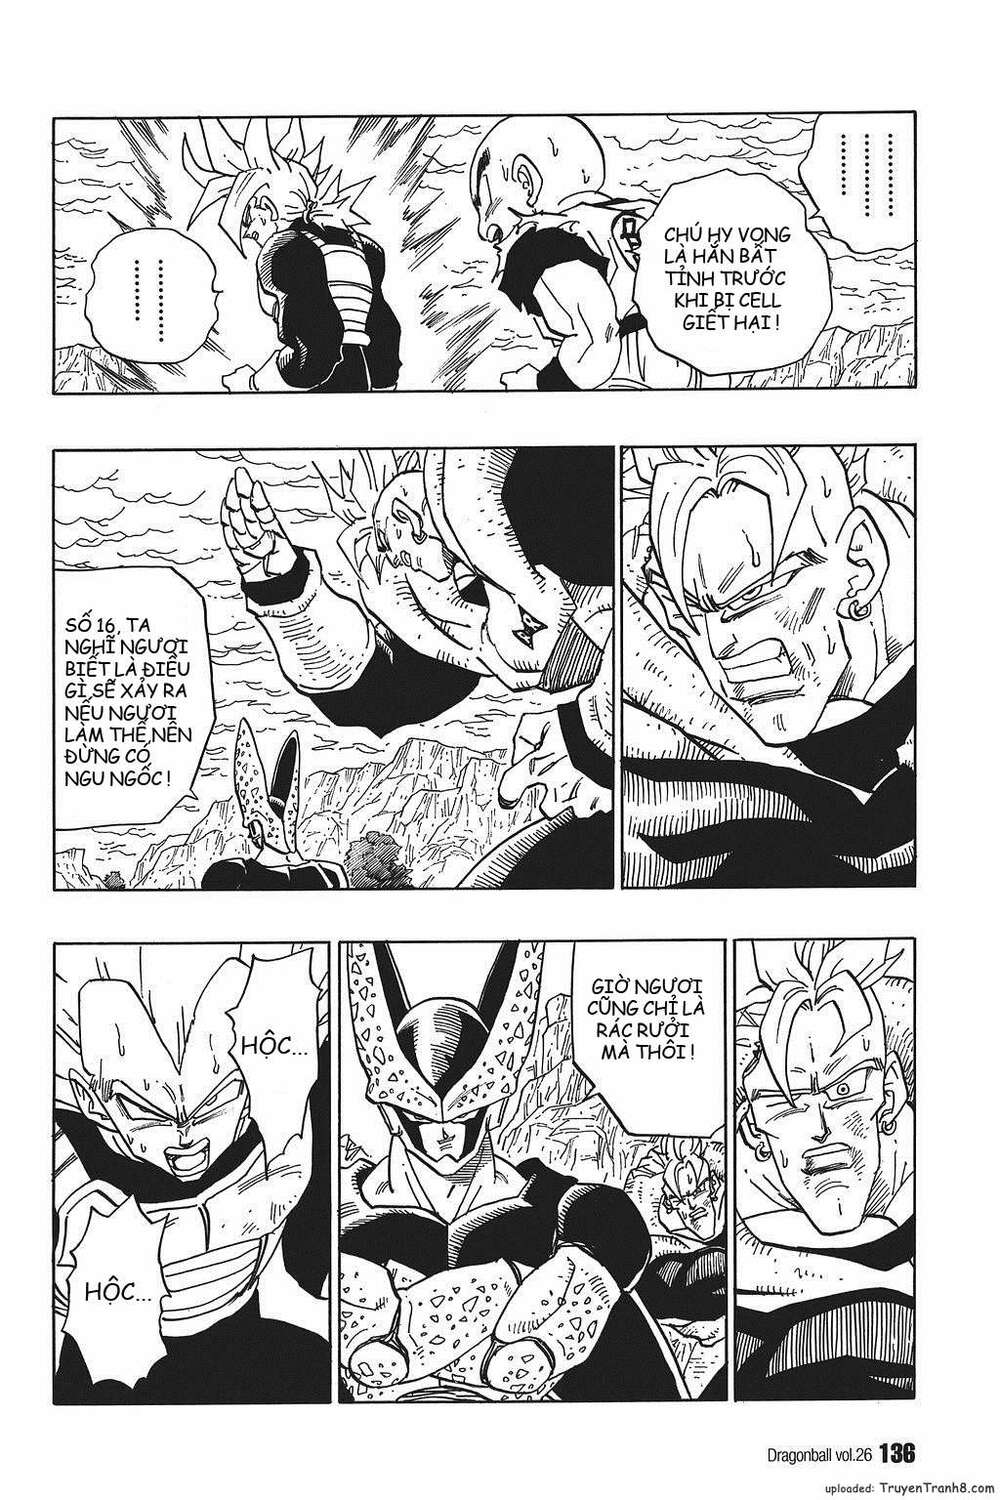 CHÚ HY VỌNG
LÀ HẮN BẤT
TỈNH TRƯỚC
KHI BỊ CELL
GIẾT HẠI !
SỐ 16, TA
NGHĨ NGƯƠI
BIẾT LÀ ĐIỀU
GÌ SẼ XẢY RA
NẾU NGƯƠI
LÀM THẾ,NÊN
ĐỪNG CÓ
NGU NGỐC !
GIỜ NGƯƠI
CŨNG CHỈ LÀ
RÁC RƯỞI
MÀ THÔI !
HỘC...
HỘC...
Dragonball vol.26 136
uploaded: TruyenTranh8.com